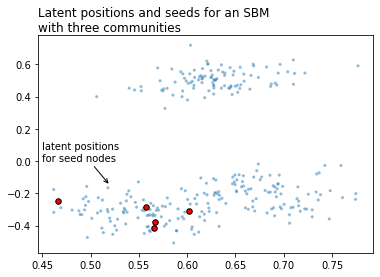 Latent positions and seeds for an SBM
with three communities
0.6
0.4
0.2
latent positions
for seed nodes
0.0
−0.2
−0.4
0.45 0.50 0.55 0.60 0.65 0.70 0.75